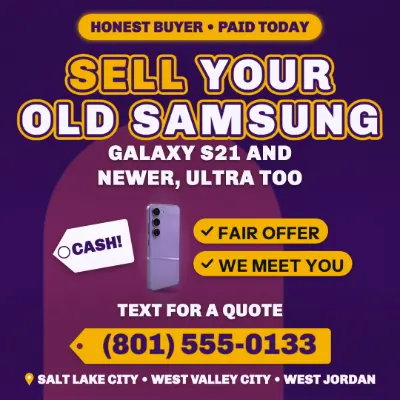 HONEST BUYER • PAID TODAY
SELL YOUR
OLD SAMSUNG
GALAXY S21 AND
NEWER, ULTRA TOO
CASH!
✓ FAIR OFFER
✓ WE MEET YOU
TEXT FOR A QUOTE
(801) 555-0133
SALT LAKE CITY • WEST VALLEY CITY • WEST JORDAN